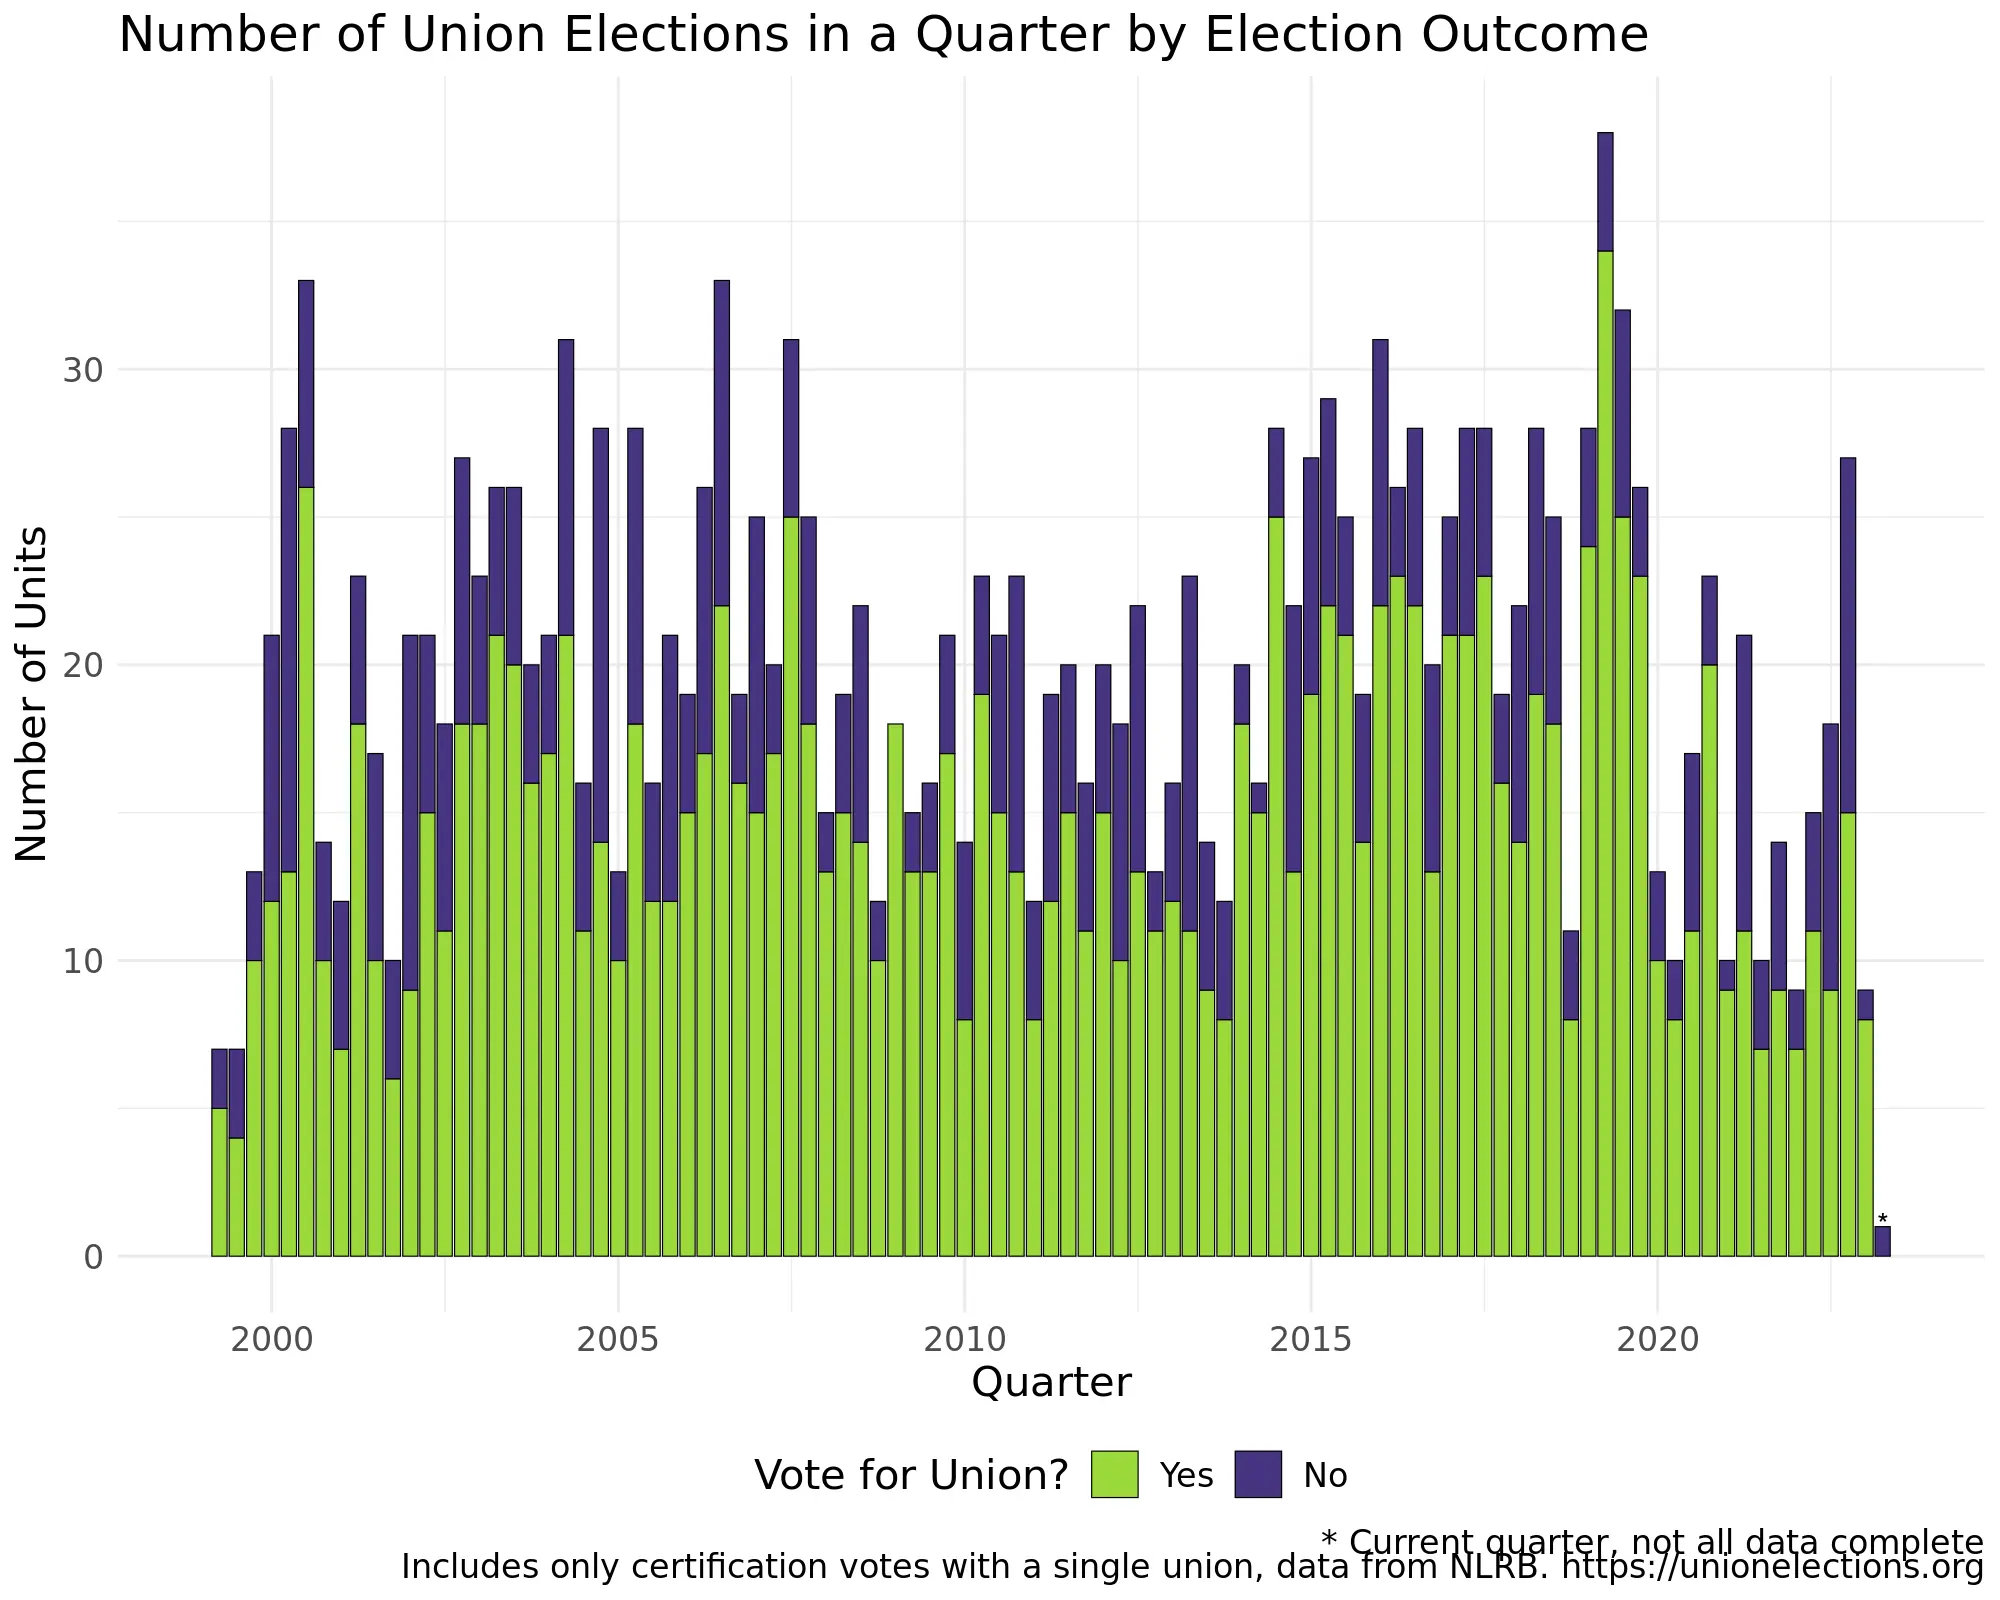 Number of Union Elections in a Quarter by Election Outcome
Number of Units
30
20
10
0
*
2000 2005 2010 2015 2020
Quarter
Vote for Union? Yes No
* Current quarter, not all data complete
Includes only certification votes with a single union, data from NLRB. https://unionelections.org